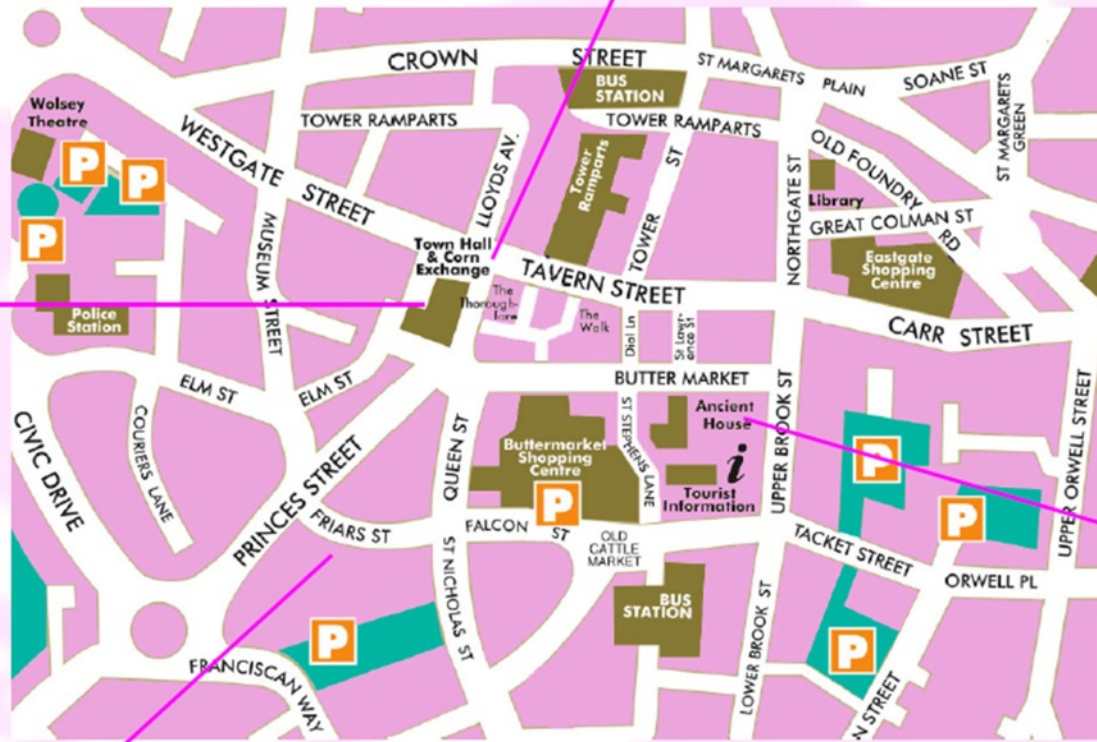 CROWN STREET
BUS
STATION
ST MARGARETS PLAIN
SOANE ST
ST MARGARETS
GREEN
Wolsey
Theatre
P
P
P
WESTGATE STREET
TOWER RAMPARTS
LLOYDS AV.
TOWER RAMPARTS
Tower
Ramparts
TOWER ST
NORTHGATE ST
OLD FOUNDRY RD
Library
GREAT COLMAN ST
Eastgate
Shopping
Centre
MUSEUM STREET
Town Hall
& Corn
Exchange
TAVERN STREET
The
Thorough-
fare
The
Walk
Dial Ln
St Lawr-
ence St
CARR STREET
Police
Station
ELM ST
ELM ST
BUTTER MARKET
CIVIC DRIVE
COURIERS LANE
PRINCES STREET
QUEEN ST
Buttermarket
Shopping
Centre
P
ST STEPHENS LANE
Ancient
House
i
Tourist
Information
UPPER BROOK ST
P
P
UPPER ORWELL STREET
FRIARS ST
FALCON ST
OLD
CATTLE
MARKET
TACKET STREET
ORWELL PL
ST NICHOLAS ST
BUS
STATION
LOWER BROOK ST
P
P
FRANCISCAN WAY
N STREET